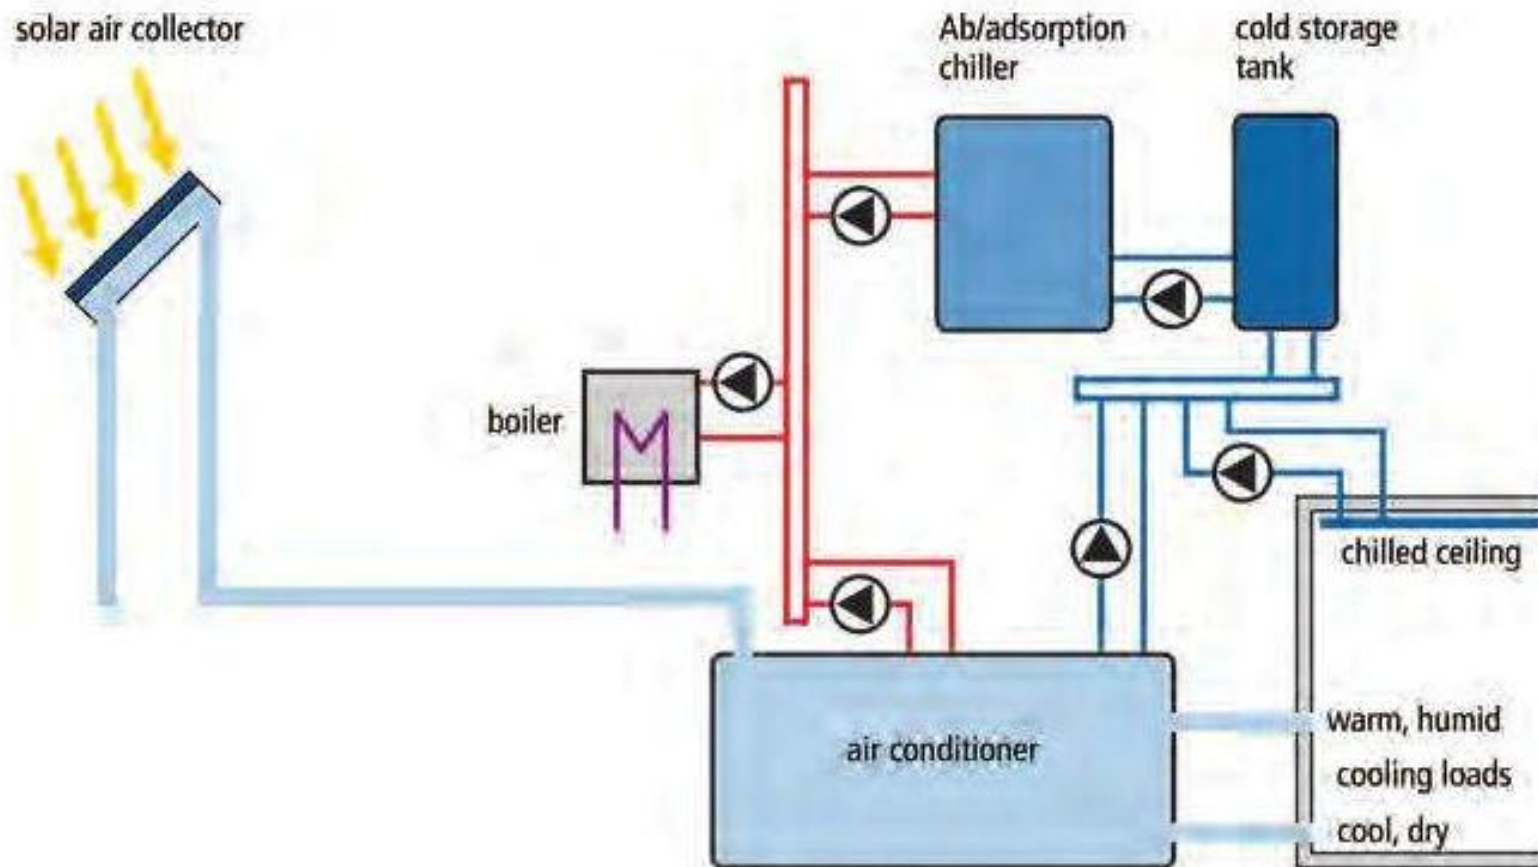 solar air collector
Ab/adsorption
chiller
cold storage
tank
boiler
chilled ceiling
warm, humid
air conditioner
cooling loads
cool, dry